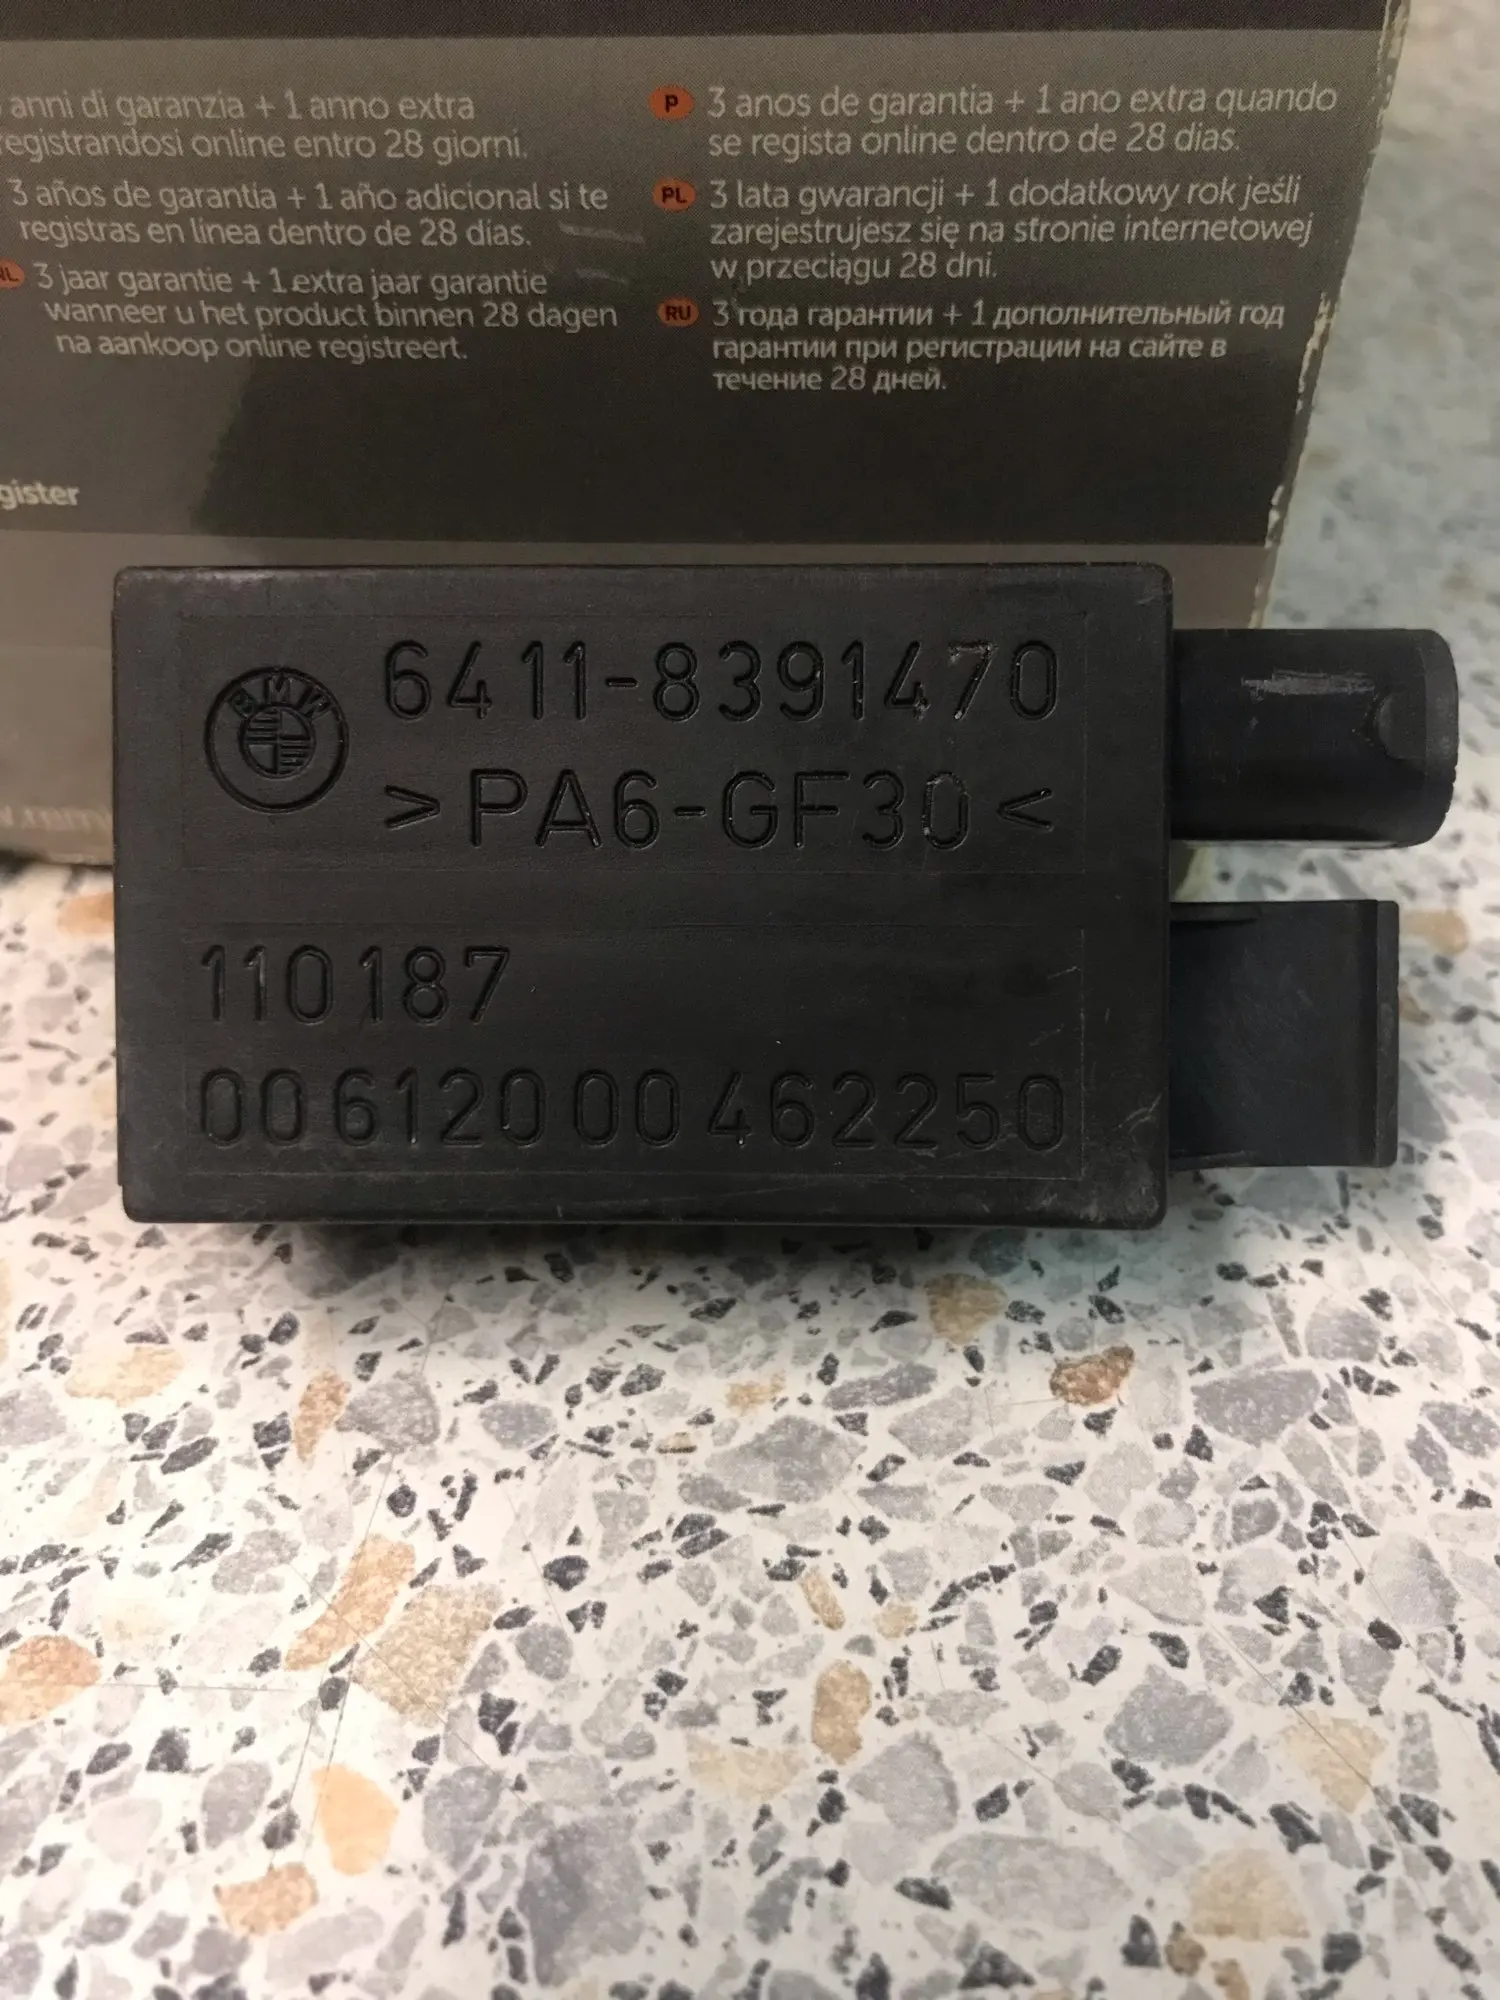 anni di garanzia + 1 anno extra
registrandosi online entro 28 giorni.
3 años de garantía + 1 año adicional si te
registras en línea dentro de 28 días.
NL 3 jaar garantie + 1 extra jaar garantie
wanneer u het product binnen 28 dagen
na aankoop online registreert.
gister
P 3 anos de garantia + 1 ano extra quando
se regista online dentro de 28 dias.
PL 3 lata gwarancji + 1 dodatkowy rok jeśli
zarejestrujesz się na stronie internetowej
w przeciągu 28 dni.
RU 3 года гарантии + 1 дополнительный год
гарантии при регистрации на сайте в
течение 28 дней.
BMW
6411-8391470
>PA6-GF30<
110187
00612000462250